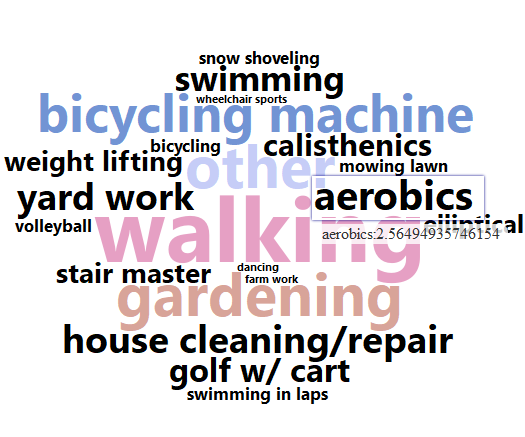 snow shoveling
swimming
wheelchair sports
bicycling machine
bicycling
calisthenics
weight lifting
other
mowing lawn
yard work
aerobics
volleyball
walking
elliptical
aerobics:2.56494935746154
stair master
dancing
farm work
gardening
house cleaning/repair
golf w/ cart
swimming in laps